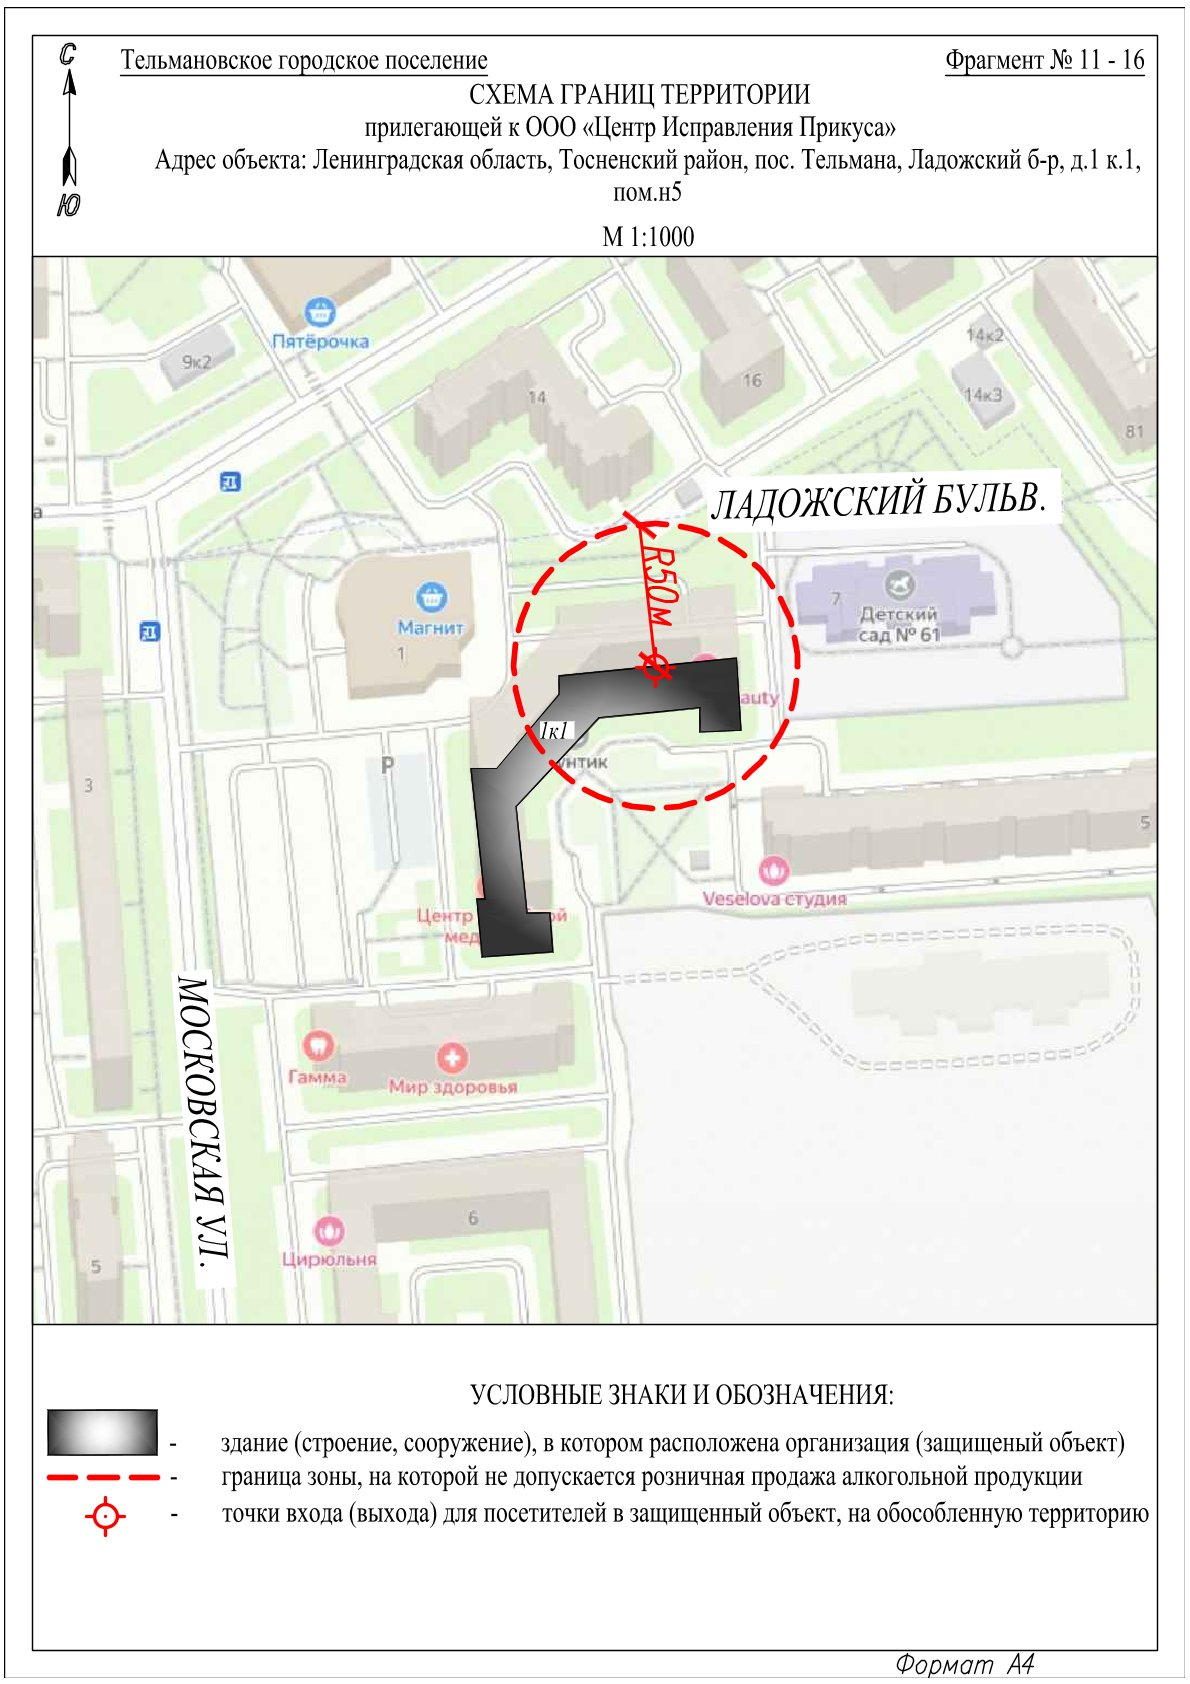 С
Ю
Тельмановское городское поселение
Фрагмент № 11 - 16
СХЕМА ГРАНИЦ ТЕРРИТОРИИ
прилегающей к ООО «Центр Исправления Прикуса»
Адрес объекта: Ленинградская область, Тосненский район, пос. Тельмана, Ладожский б-р, д.1 к.1,
пом.н5
М 1:1000
Пятёрочка
9к2
14
16
14к2
14к3
81
ЛАДОЖСКИЙ БУЛЬВ.
а
R50м
Магнит
1
7
Детский
сад № 61
auty
1к1
нтик
P
3
5
Veselova студия
Центр
ой
мед
МОСКОВСКАЯ УЛ.
Гамма
Мир здоровья
6
Цирюльня
5
УСЛОВНЫЕ ЗНАКИ И ОБОЗНАЧЕНИЯ:
- здание (строение, сооружение), в котором расположена организация (защищеный объект)
- граница зоны, на которой не допускается розничная продажа алкогольной продукции
- точки входа (выхода) для посетителей в защищенный объект, на обособленную территорию
Формат А4